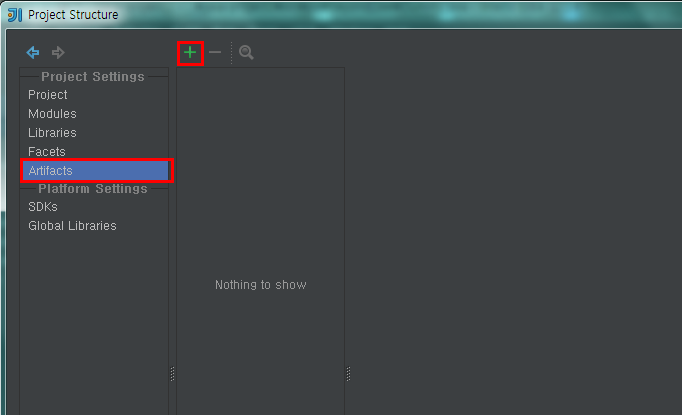 Project Structure
Project Settings
Project
Modules
Libraries
Facets
Artifacts
Platform Settings
SDKs
Global Libraries
Nothing to show